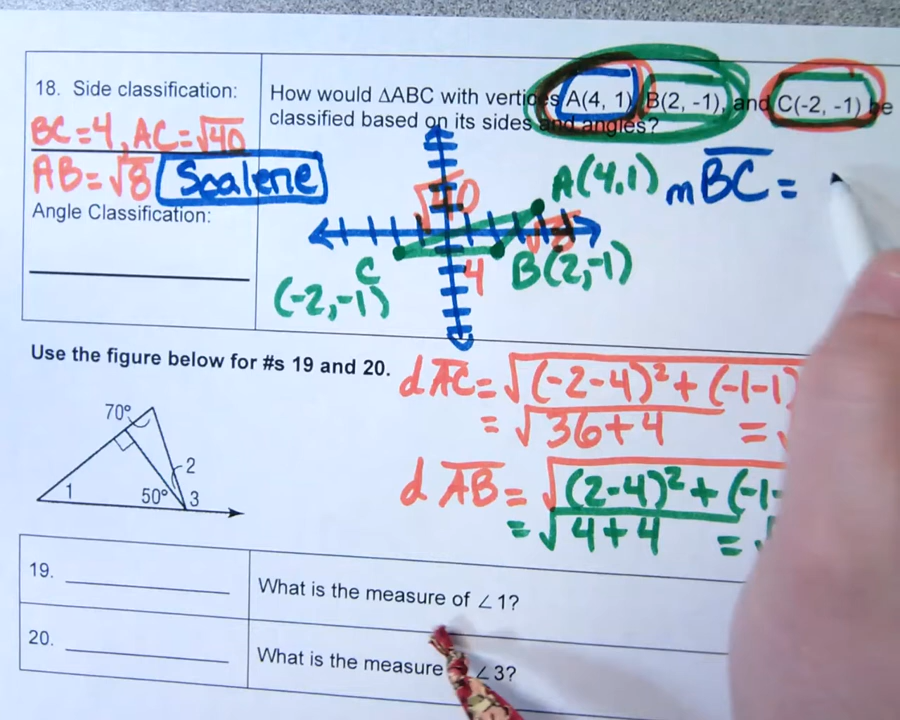 18. Side classification:
BC = 4, AC = √40
AB = √8 Scalene
Angle Classification:
How would ΔABC with vertices A(4, 1), B(2, -1), and C(-2, -1) be
classified based on its sides and angles?
A(4,1)
mBC =
√40
√8
4
C
(-2,-1)
B(2,-1)
Use the figure below for #s 19 and 20.
d AC = √(-2-4)² + (-1-1)
= √36+4 = √
d AB = √(2-4)² + (-1-
= √4+4 = √
70°
2
1
50°
3
19.
What is the measure of ∠1?
20.
What is the measure ∠3?